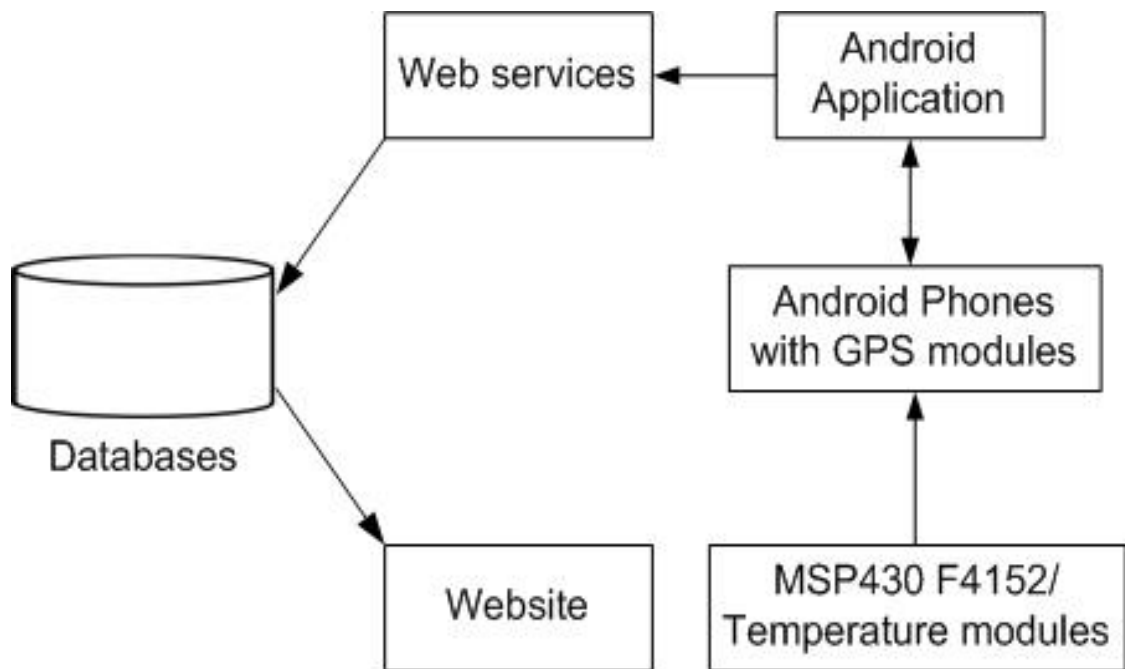 Web services
Android
Application
Android Phones
with GPS modules
Databases
Website
MSP430 F4152/
Temperature modules